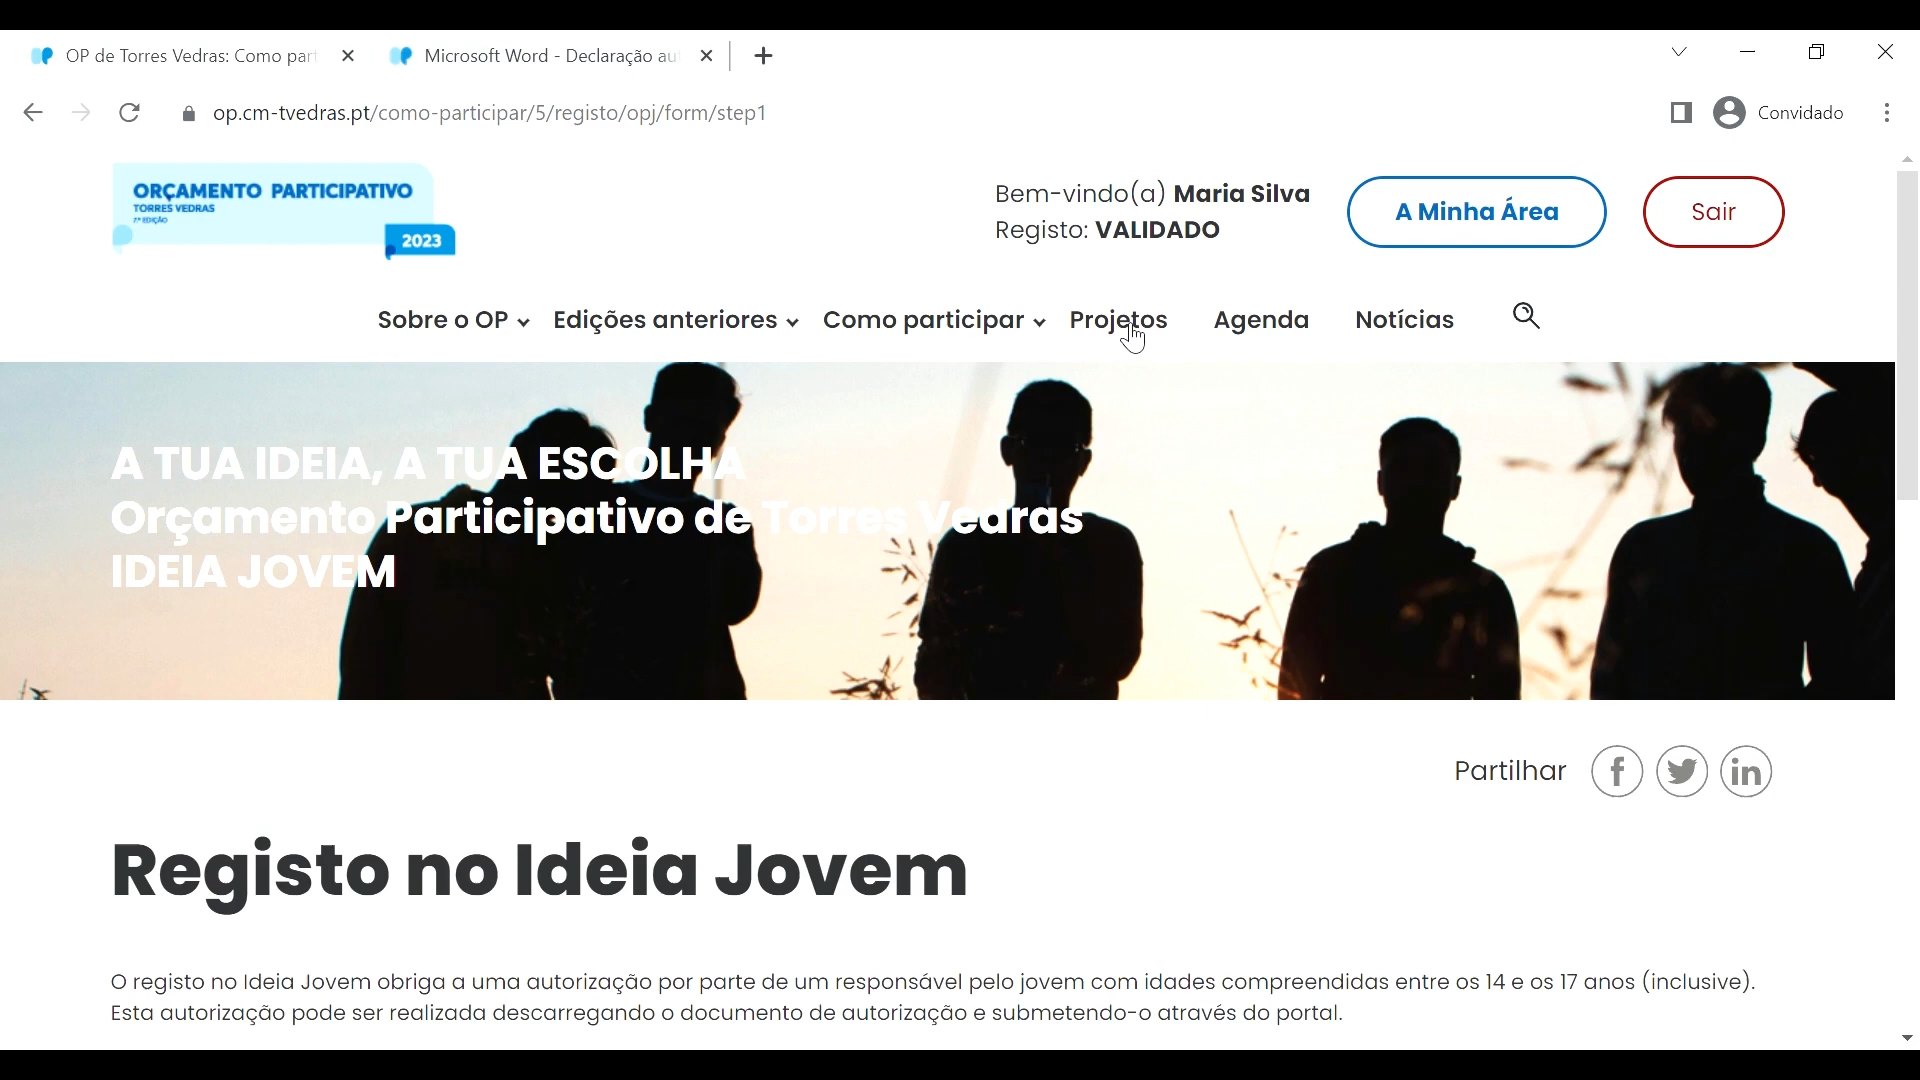 OP de Torres Vedras: Como par
Microsoft Word - Declaração au
op.cm-tvedras.pt/como-participar/5/registo/opj/form/step1
Convidado
ORÇAMENTO PARTICIPATIVO
TORRES VEDRAS
7ª EDIÇÃO
2023
Bem-vindo(a) Maria Silva
Registo: VALIDADO
A Minha Área
Sair
Sobre o OP
Edições anteriores
Como participar
Projetos
Agenda
Notícias
A TUA IDEIA, A TUA ESCOLHA
Orçamento Participativo de Torres Vedras
IDEIA JOVEM
Partilhar
Registo no Ideia Jovem
O registo no Ideia Jovem obriga a uma autorização por parte de um responsável pelo jovem com idades compreendidas entre os 14 e os 17 anos (inclusive).
Esta autorização pode ser realizada descarregando o documento de autorização e submetendo-o através do portal.